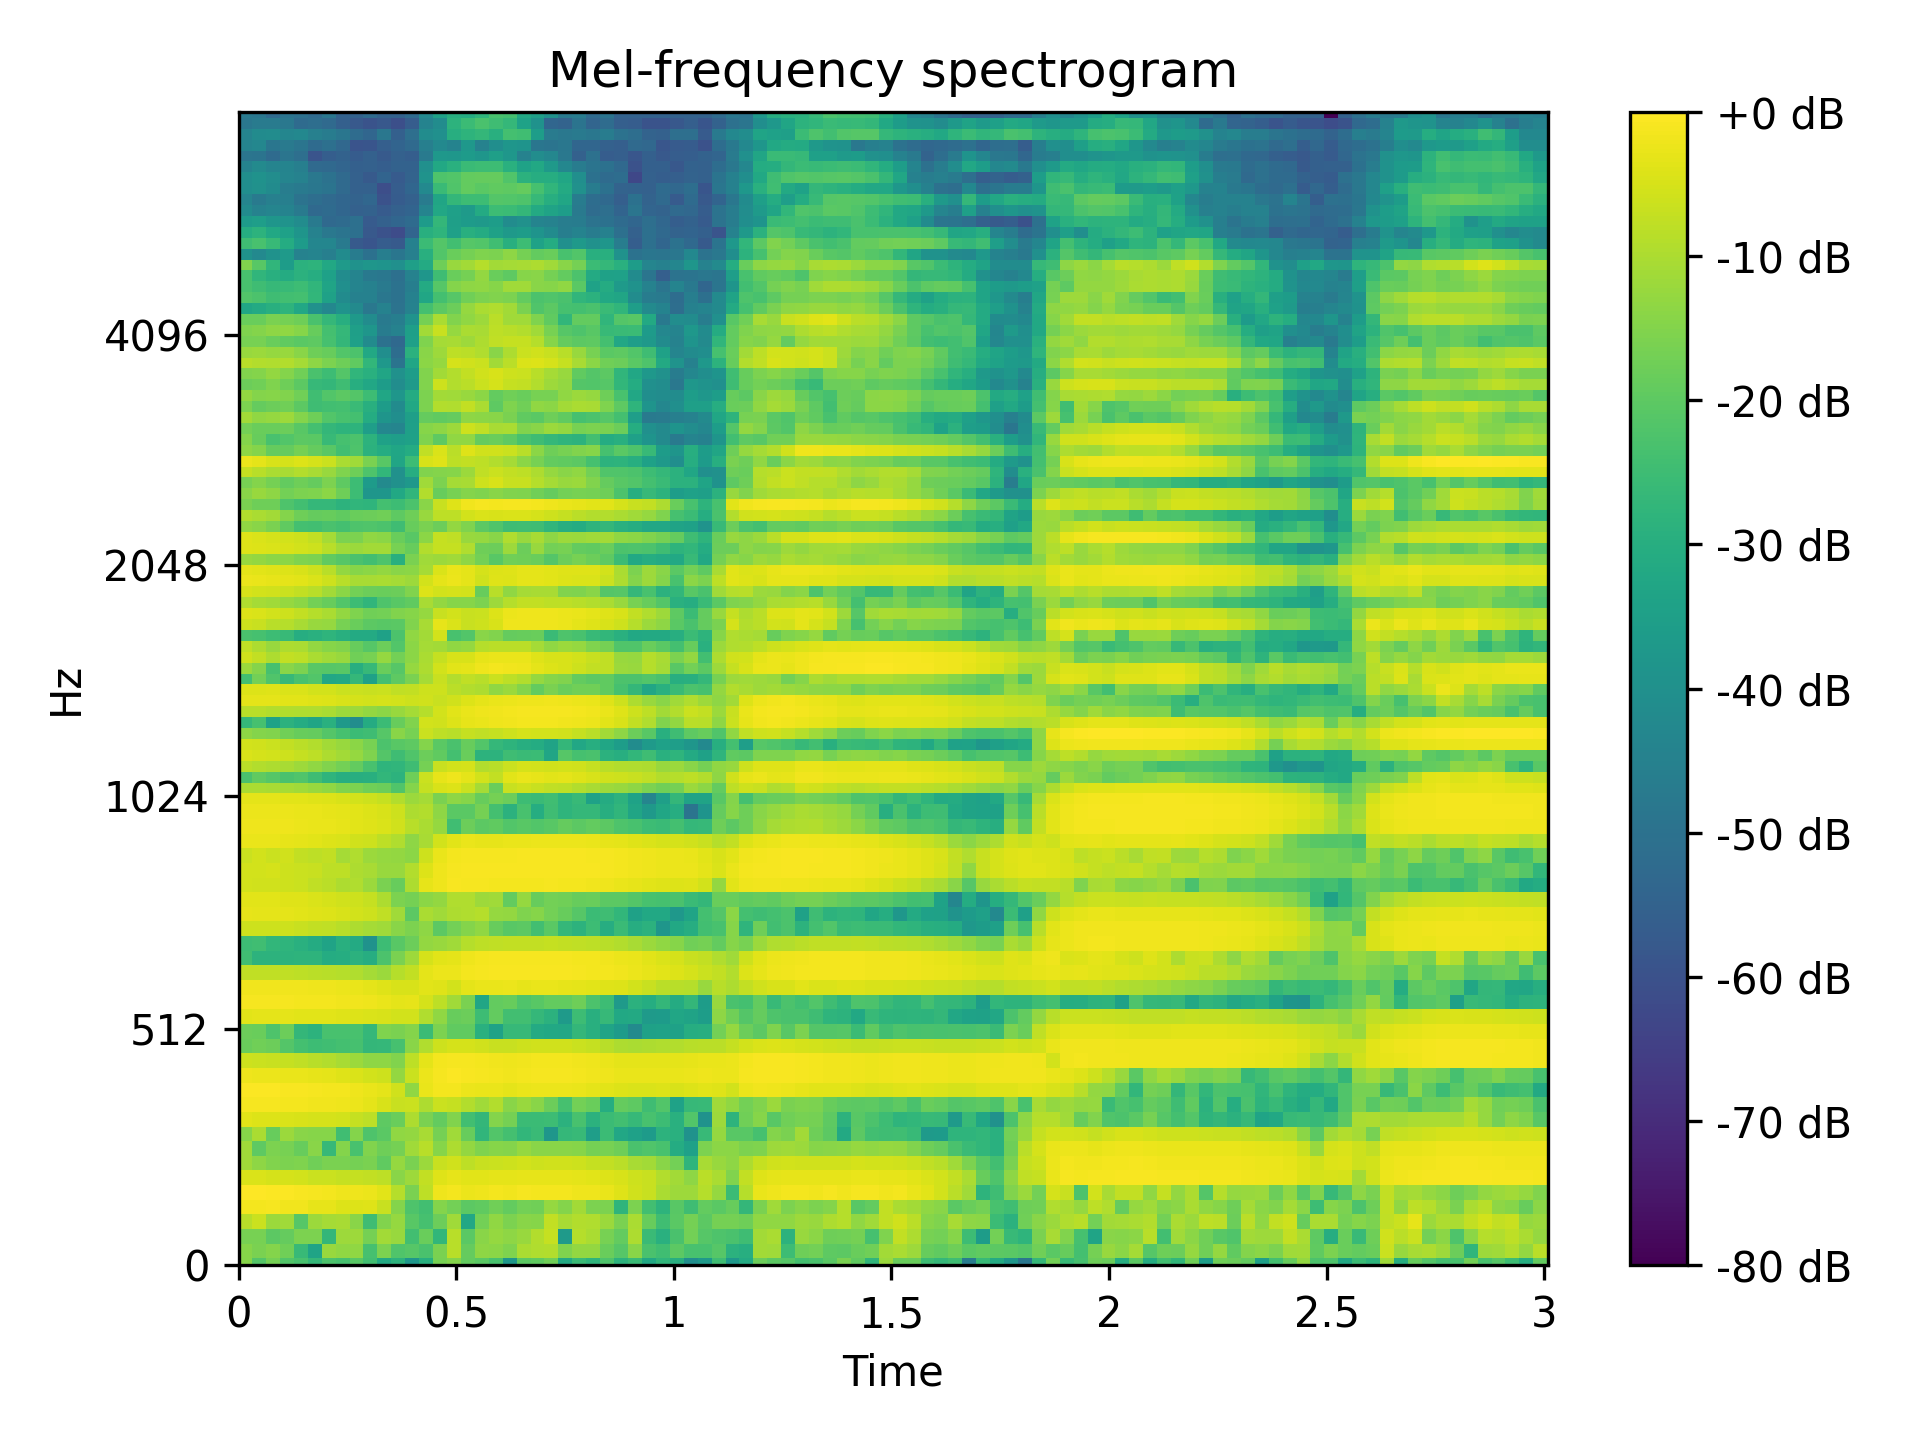 Mel-frequency spectrogram
+0 dB
-10 dB
-20 dB
-30 dB
-40 dB
-50 dB
-60 dB
-70 dB
-80 dB
Hz
4096
2048
1024
512
0
0 0.5 1 1.5 2 2.5 3
Time